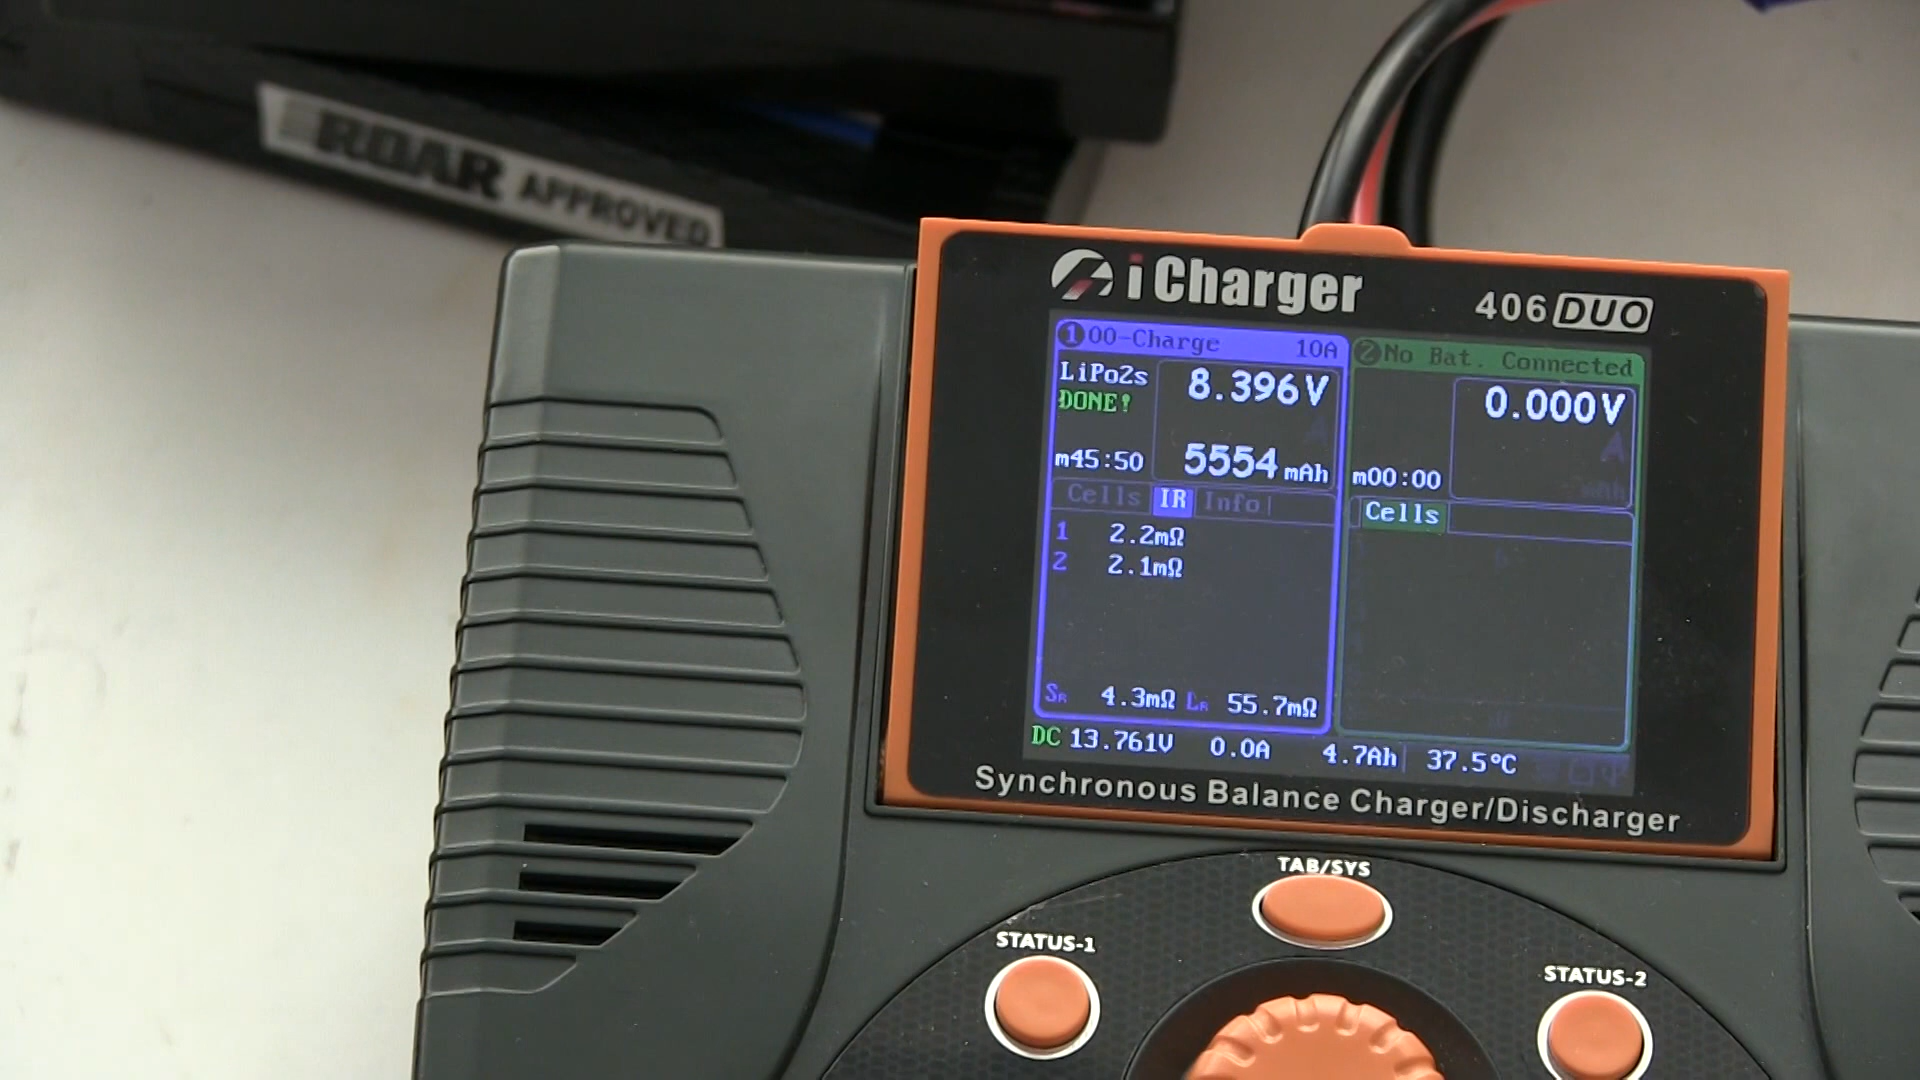 ROAR APPROVED
iCharger
406 DUO
1 00-Charge 10A
LiPo2s
DONE!
8.396V
m45:50
5554 mAh
Cells IR Info
1 2.2mΩ
2 2.1mΩ
SR 4.3mΩ LR 55.7mΩ
2 No Bat. Connected
0.000V
A
m00:00
mAh
Cells
DC 13.761V 0.0A 4.7Ah 37.5°C
Synchronous Balance Charger/Discharger
TAB/SYS
STATUS-1
STATUS-2